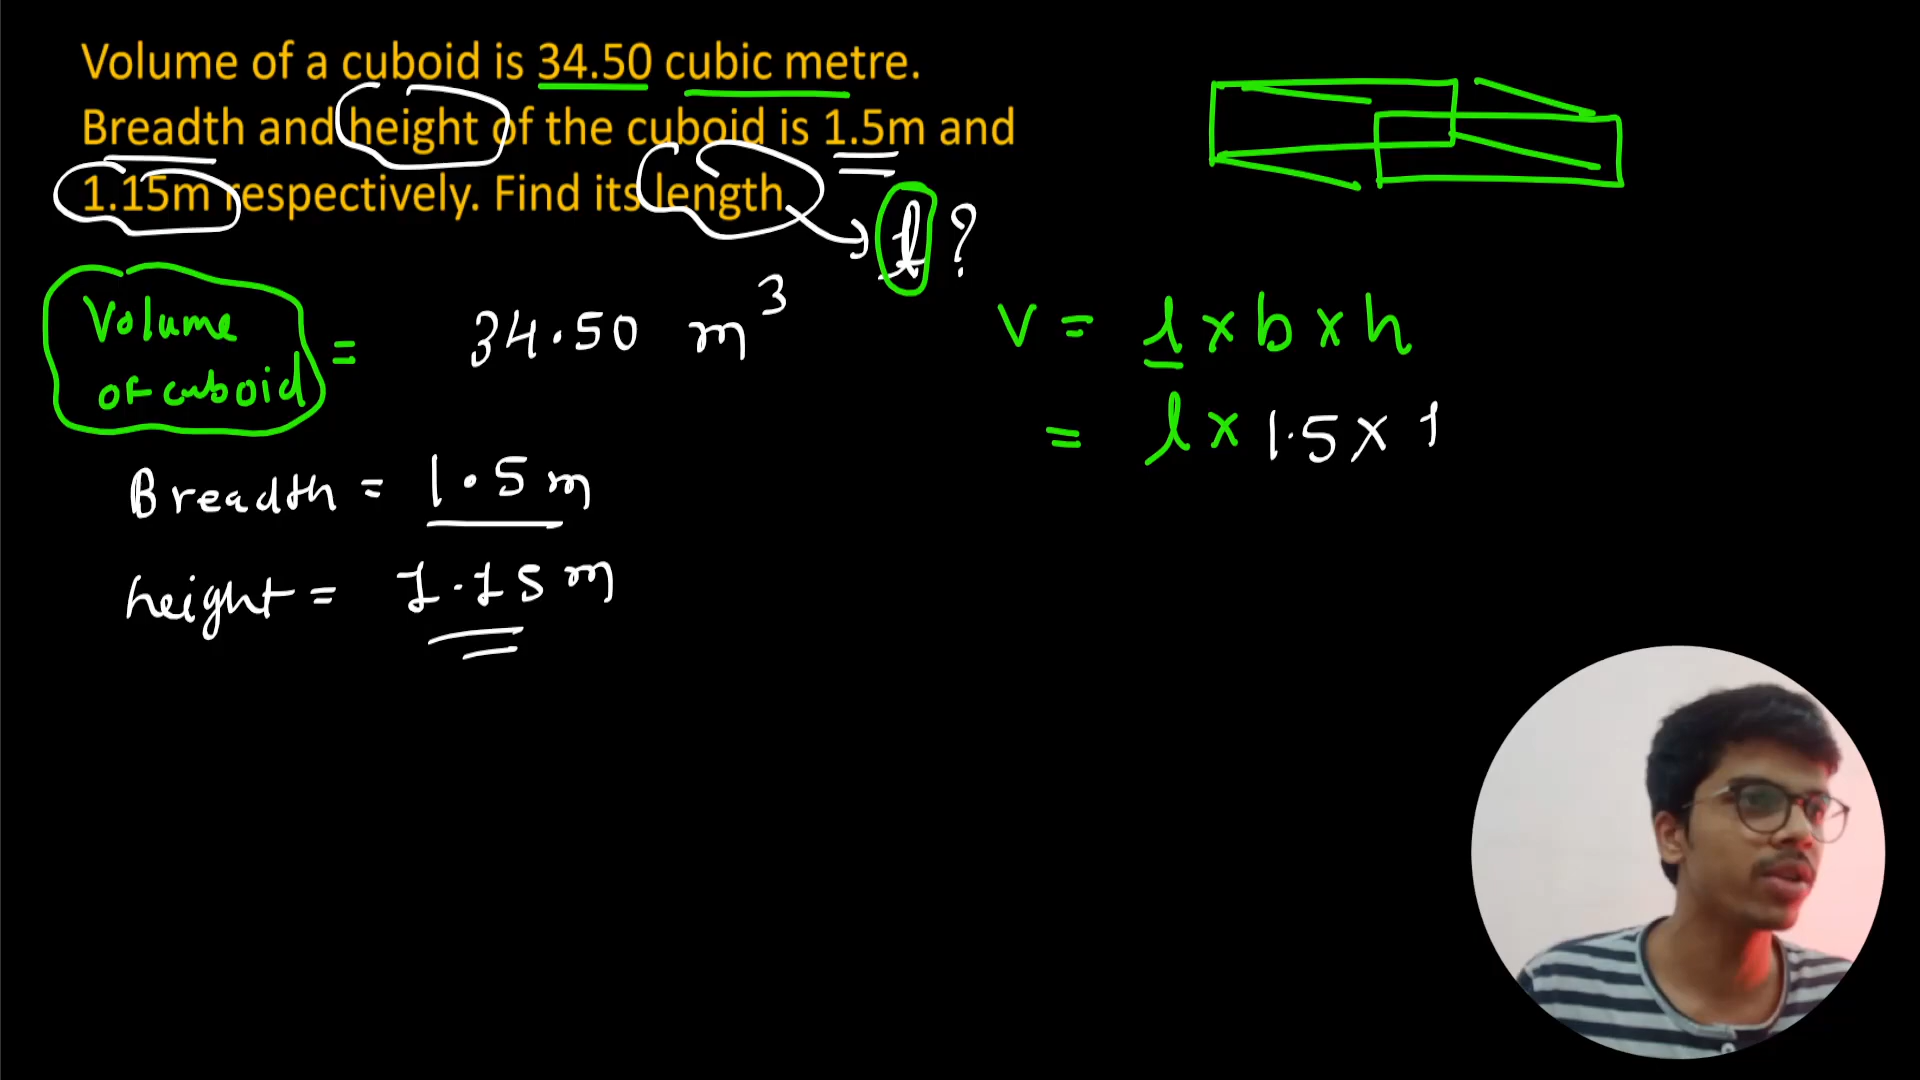 Volume of a cuboid is 34.50 cubic metre.
Breadth and height of the cuboid is 1.5m and
1.15m respectively. Find its length
l ?
Volume
of cuboid = 34.50 m³
V = l x b x h
= l x 1.5 x 1
Breadth = 1.5 m
height = 1.15 m